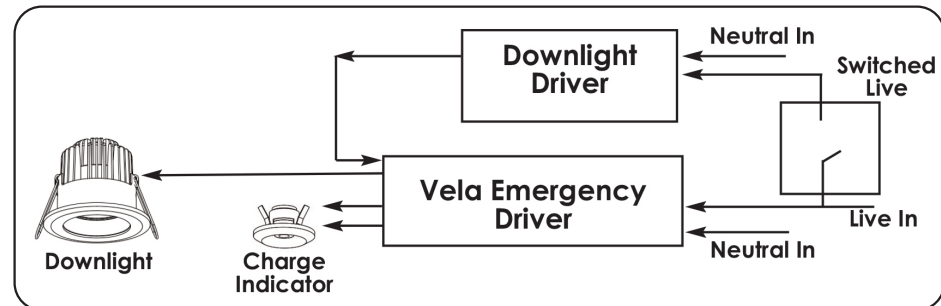 Neutral In
Downlight
Driver
Switched
Live
Vela Emergency
Driver
Live In
Neutral In
Downlight
Charge
Indicator